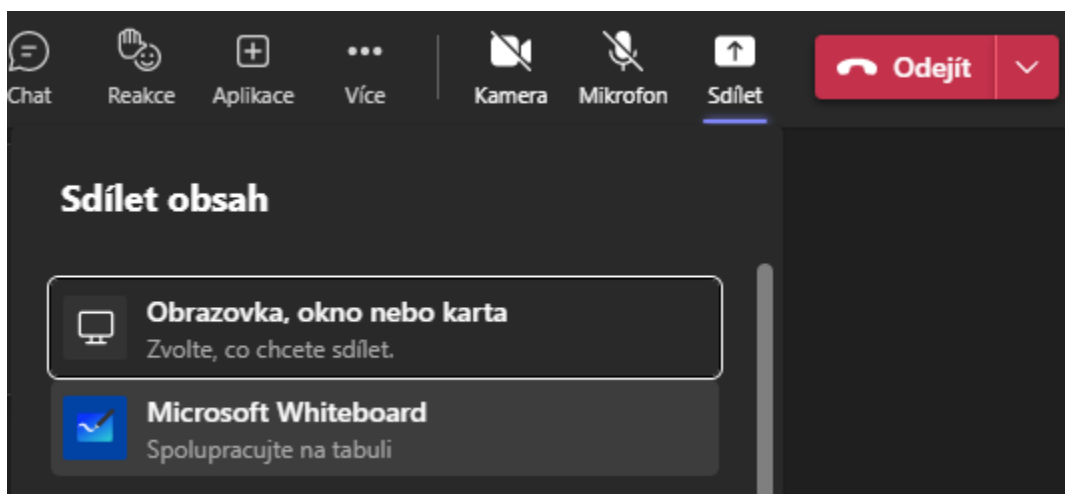 Chat
Reakce
Aplikace
Více
Kamera
Mikrofon
Sdílet
Odejít
Sdílet obsah
Obrazovka, okno nebo karta
Zvolte, co chcete sdílet.
Microsoft Whiteboard
Spolupracujte na tabuli